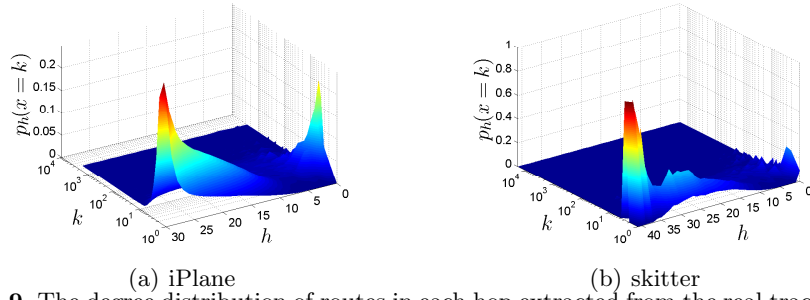 p_h(x = k)
0.2
0.15
0.1
0.05
0
10^4
10^3
10^2
10^1
10^0
k
30 25 20 15 10 5 0
h
(a) iPlane
p_h(x = k)
1
0.8
0.6
0.4
0.2
0
10^4
10^3
10^2
10^1
10^0
k
40 35 30 25 20 15 10 5 0
h
(b) skitter
9. The degree distribution of routes in each hop extracted from the real